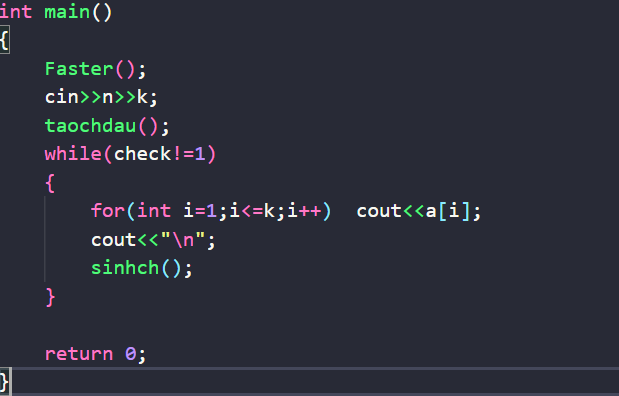 int main()
{
    Faster();
    cin>>n>>k;
    taochdau();
    while(check!=1)
    {
        for(int i=1;i<=k;i++)  cout<<a[i];
        cout<<"\n";
        sinhch();
    }

    return 0;
}